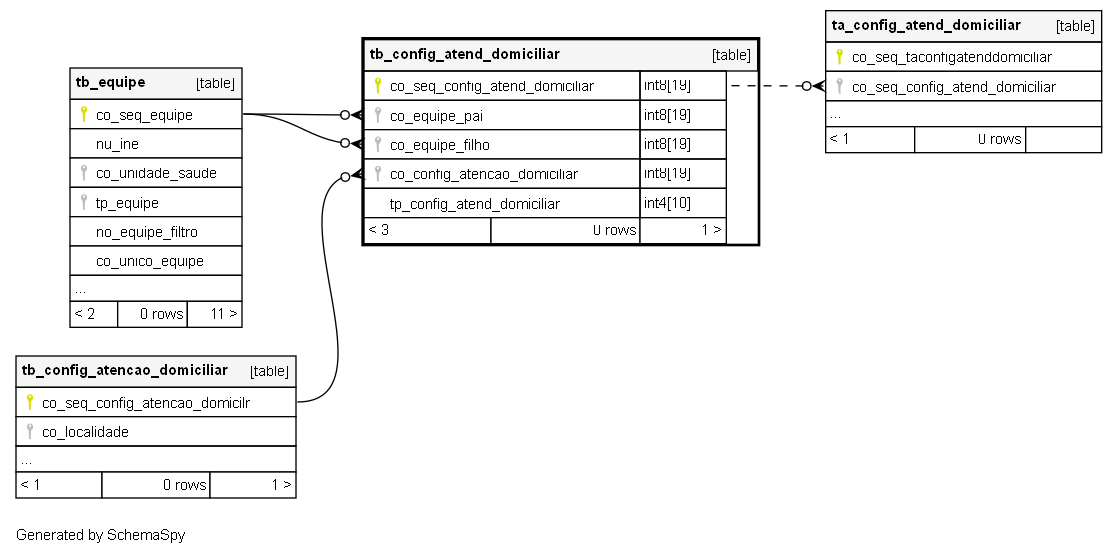 tb_equipe [table]
co_seq_equipe
nu_ine
co_unidade_saude
tp_equipe
no_equipe_filtro
co_unico_equipe
...
< 2 0 rows 11 >
tb_config_atencao_domiciliar [table]
co_seq_config_atencao_domicilr
co_localidade
...
< 1 0 rows 1 >
tb_config_atend_domiciliar [table]
co_seq_config_atend_domiciliar int8[19]
co_equipe_pai int8[19]
co_equipe_filho int8[19]
co_config_atencao_domiciliar int8[19]
tp_config_atend_domiciliar int4[10]
< 3 0 rows 1 >
ta_config_atend_domiciliar [table]
co_seq_taconfigatenddomiciliar
co_seq_config_atend_domiciliar
...
< 1 0 rows
Generated by SchemaSpy